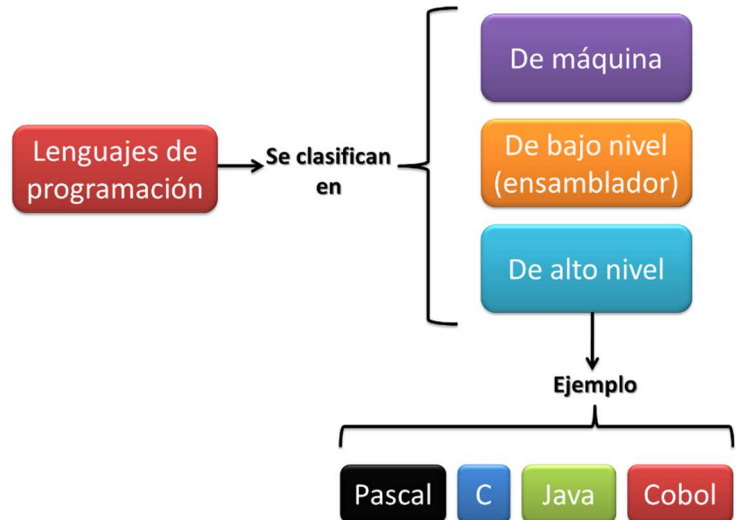 Lenguajes de
programación
Se clasifican
en
De máquina
De bajo nivel
(ensamblador)
De alto nivel
Ejemplo
Pascal
C
Java
Cobol